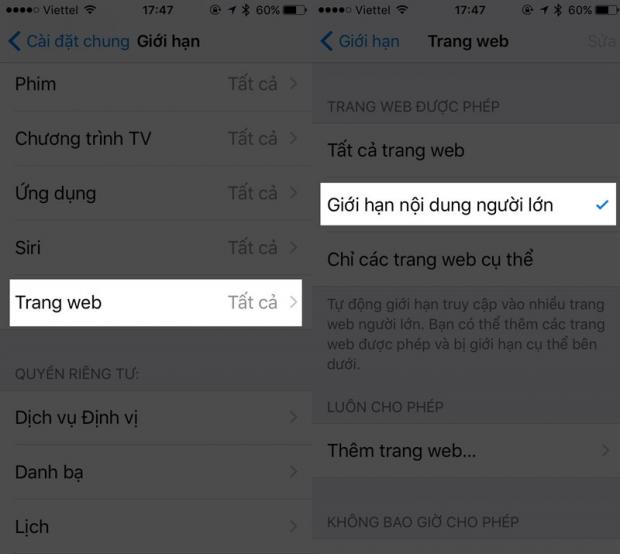 Viettel 17:47 60%
Cài đặt chung Giới hạn
Phim Tất cả
Chương trình TV Tất cả
Ứng dụng Tất cả
Siri Tất cả
Trang web Tất cả
QUYỀN RIÊNG TƯ:
Dịch vụ Định vị
Danh bạ
Lịch
Viettel 17:47 60%
Giới hạn Trang web Sửa
TRANG WEB ĐƯỢC PHÉP
Tất cả trang web
Giới hạn nội dung người lớn
Chỉ các trang web cụ thể
Tự động giới hạn truy cập vào nhiều trang
web người lớn. Bạn có thể thêm các trang
web được phép và bị giới hạn cụ thể bên
dưới.
LUÔN CHO PHÉP
Thêm trang web...
KHÔNG BAO GIỜ CHO PHÉP